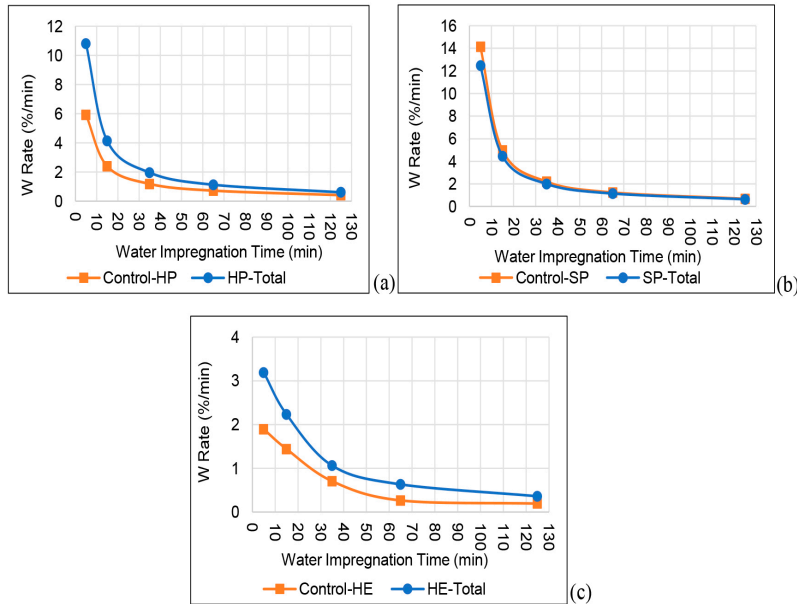 12
10
8
6
4
2
0
W Rate (%/min)
0 10 20 30 40 50 60 70 80 90 100 110 120 130
Water Impregnation Time (min)
Control-HP HP-Total
(a)
16
14
12
10
8
6
4
2
0
W Rate (%/min)
0 10 20 30 40 50 60 70 80 90 100 110 120 130
Water Impregnation Time (min)
Control-SP SP-Total
(b)
4
3
2
1
0
W Rate (%/min)
0 10 20 30 40 50 60 70 80 90 100 110 120 130
Water Impregnation Time (min)
Control-HE HE-Total
(c)